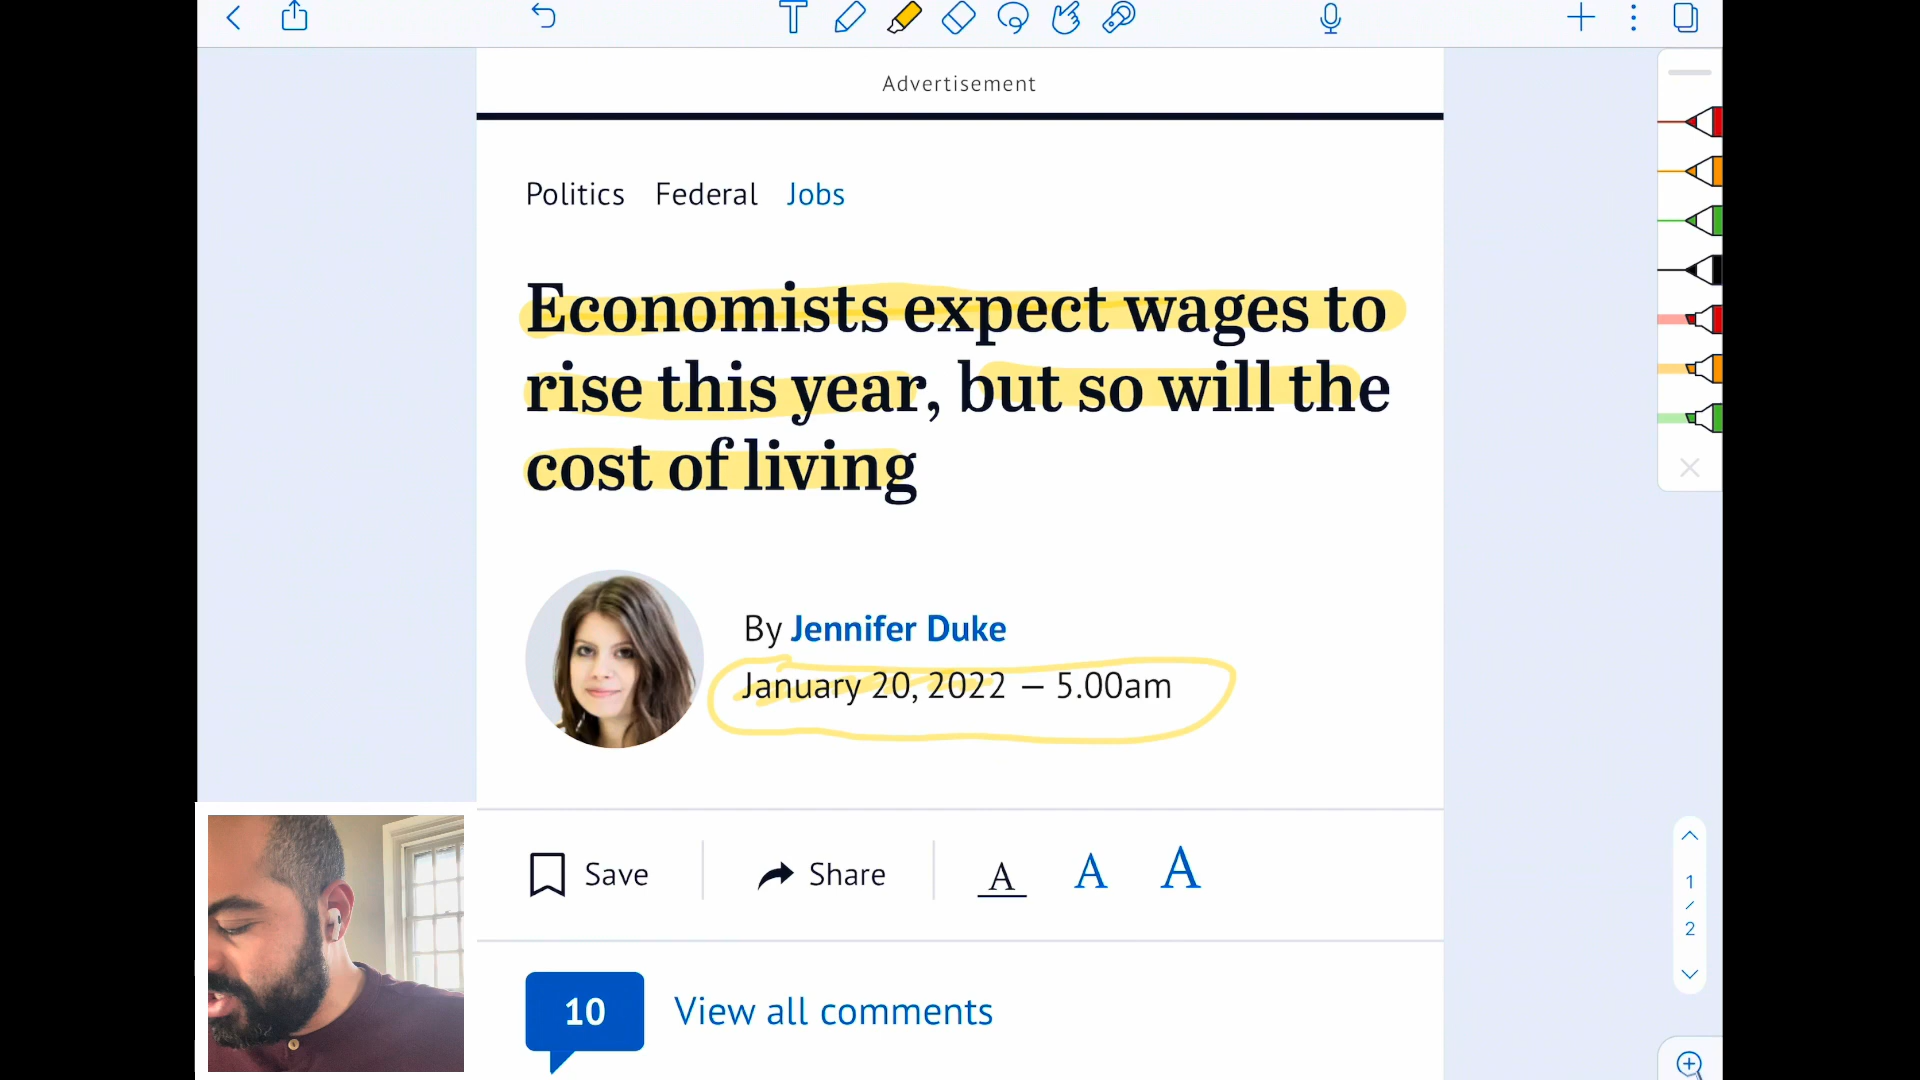 Advertisement
Politics Federal Jobs
Economists expect wages to
rise this year, but so will the
cost of living
By Jennifer Duke
January 20, 2022 – 5.00am
Save Share A A A
10 View all comments
1
/
2